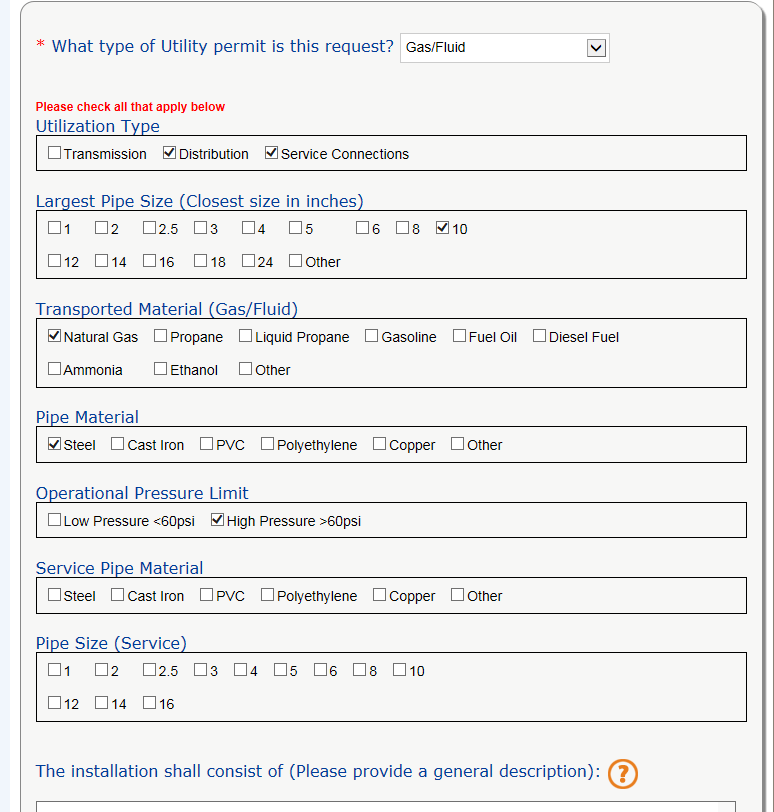 * What type of Utility permit is this request? Gas/Fluid
Please check all that apply below
Utilization Type
Transmission Distribution Service Connections
Largest Pipe Size (Closest size in inches)
1 2 2.5 3 4 5 6 8 10
12 14 16 18 24 Other
Transported Material (Gas/Fluid)
Natural Gas Propane Liquid Propane Gasoline Fuel Oil Diesel Fuel
Ammonia Ethanol Other
Pipe Material
Steel Cast Iron PVC Polyethylene Copper Other
Operational Pressure Limit
Low Pressure <60psi High Pressure >60psi
Service Pipe Material
Steel Cast Iron PVC Polyethylene Copper Other
Pipe Size (Service)
1 2 2.5 3 4 5 6 8 10
12 14 16
The installation shall consist of (Please provide a general description): ?